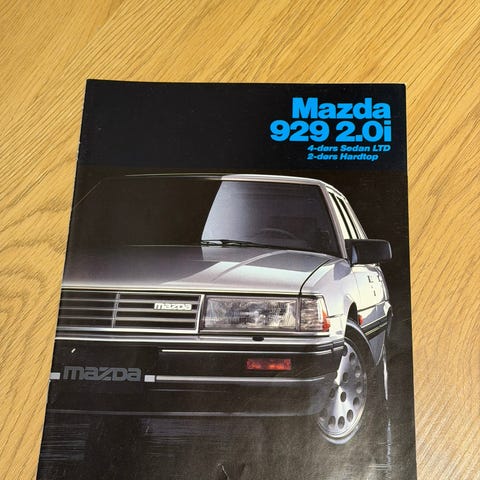 Mazda
929 2.0i
4-dørs Sedan LTD
2-dørs Hardtop
mazda
mazda